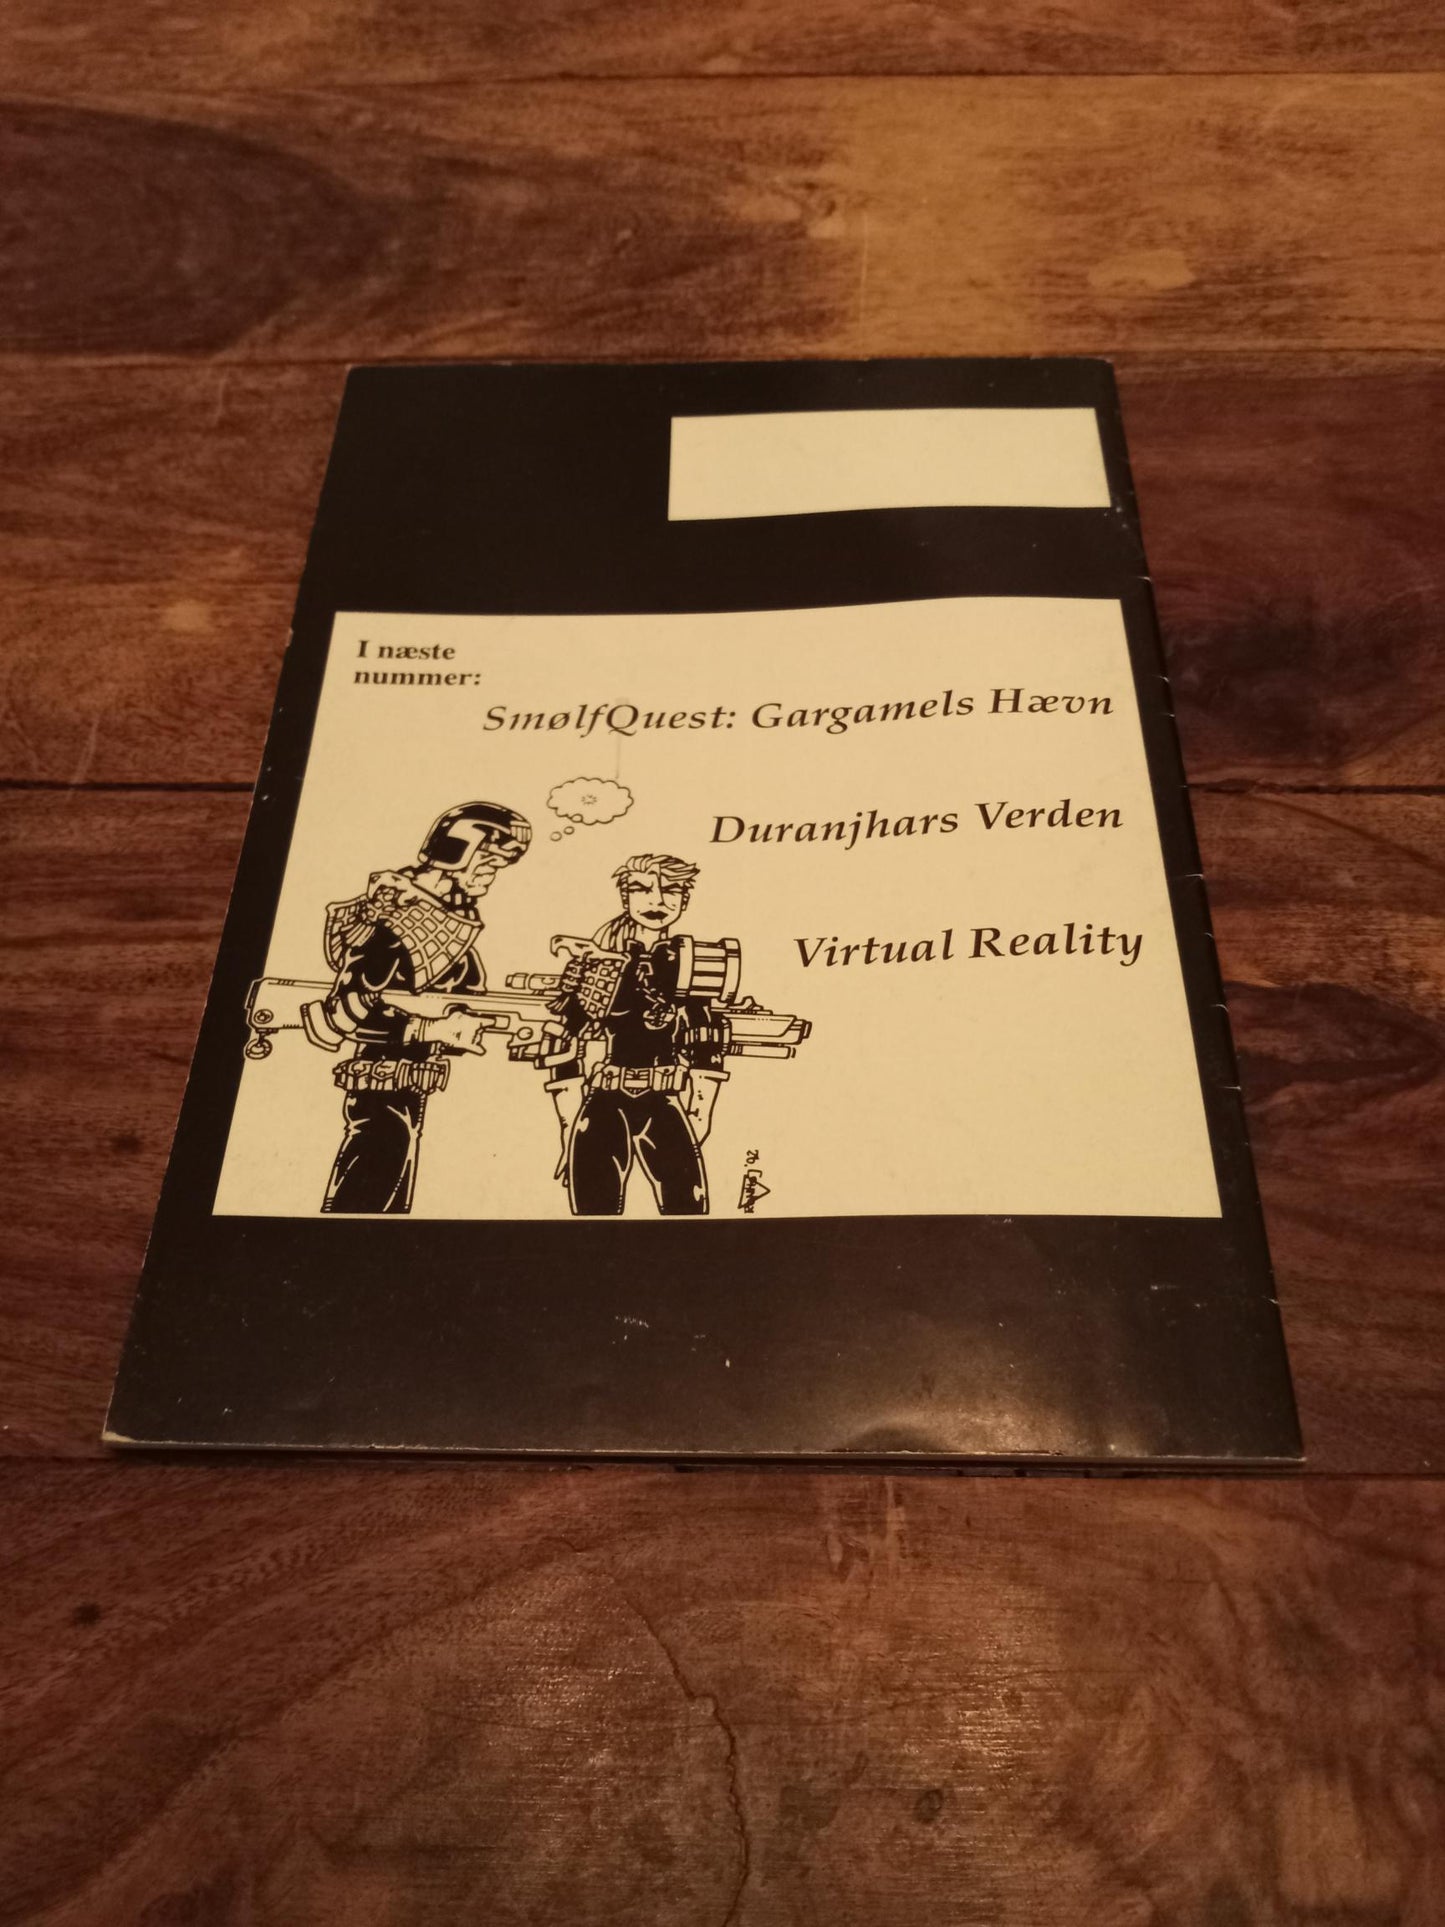 I næste
nummer:
SmølfQuest: Gargamels Hævn
Duranjhars Verden
Virtual Reality